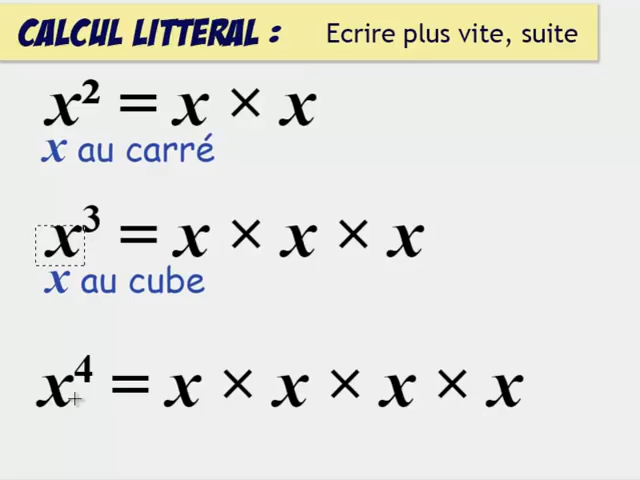 CALCUL LITTERAL : Ecrire plus vite, suite
x² = x × x
x au carré
x³ = x × x × x
x au cube
x⁴ = x × x × x × x